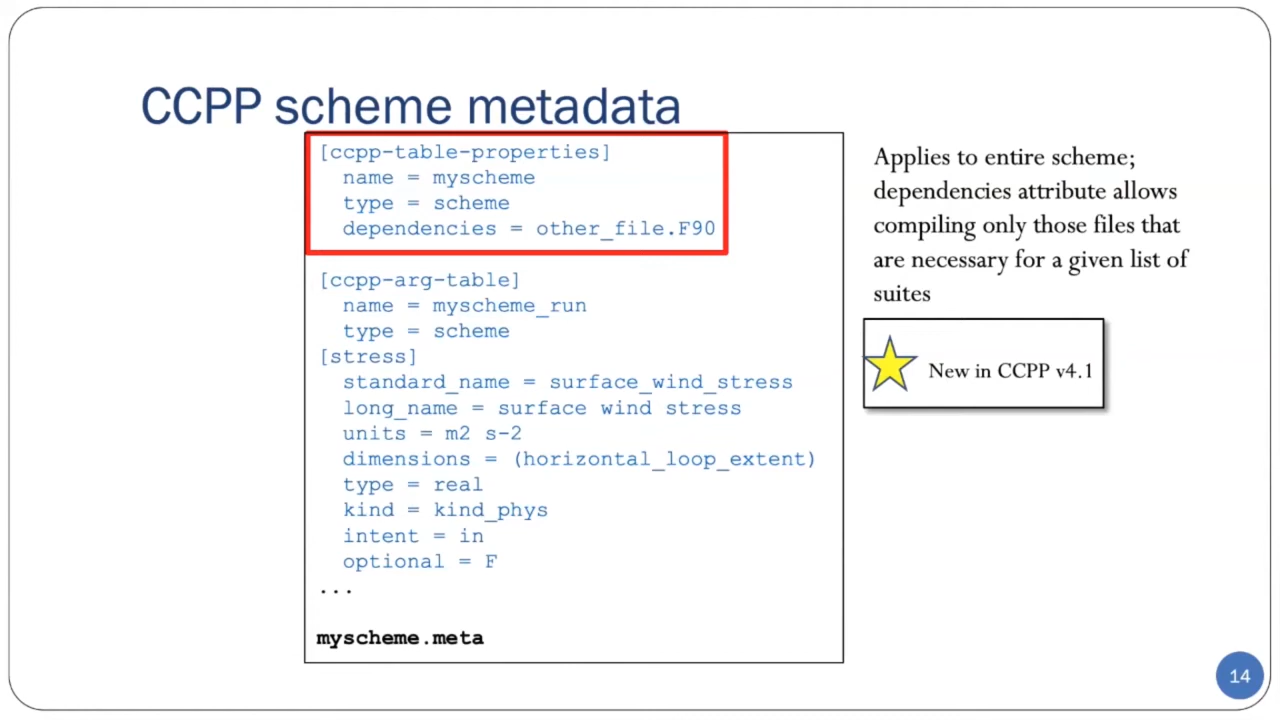 CCPP scheme metadata
[ccpp-table-properties]
name = myscheme
type = scheme
dependencies = other_file.F90
[ccpp-arg-table]
name = myscheme_run
type = scheme
[stress]
standard_name = surface_wind_stress
long_name = surface wind stress
units = m2 s-2
dimensions = (horizontal_loop_extent)
type = real
kind = kind_phys
intent = in
optional = F
...
myscheme.meta
Applies to entire scheme;
dependencies attribute allows
compiling only those files that
are necessary for a given list of
suites
New in CCPP v4.1
14